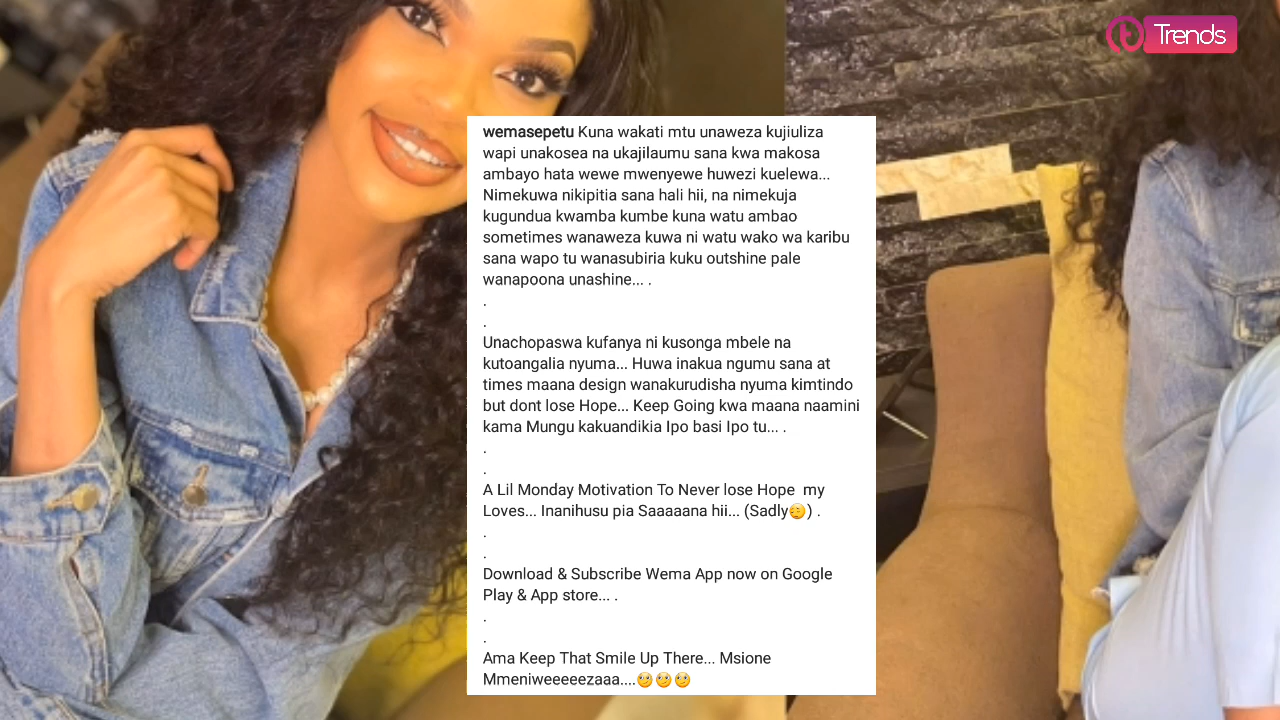 Trends
wemasepetu Kuna wakati mtu unaweza kujiuliza
wapi unakosea na ukajilaumu sana kwa makosa
ambayo hata wewe mwenyewe huwezi kuelewa...
Nimekuwa nikipitia sana hali hii, na nimekuja
kugundua kwamba kumbe kuna watu ambao
sometimes wanaweza kuwa ni watu wako wa karibu
sana wapo tu wanasubiria kuku outshine pale
wanapoona unashine... .
.
.
Unachopaswa kufanya ni kusonga mbele na
kutoangalia nyuma... Huwa inakua ngumu sana at
times maana design wanakurudisha nyuma kimtindo
but dont lose Hope... Keep Going kwa maana naamini
kama Mungu kakuandikia Ipo basi Ipo tu... .
.
.
A Lil Monday Motivation To Never lose Hope  my
Loves... Inanihusu pia Saaaaana hii... (Sadly😔) .
.
.
Download & Subscribe Wema App now on Google
Play & App store... .
.
.
Ama Keep That Smile Up There... Msione
Mmeniweeeeezaaa....🙄🙄🙄